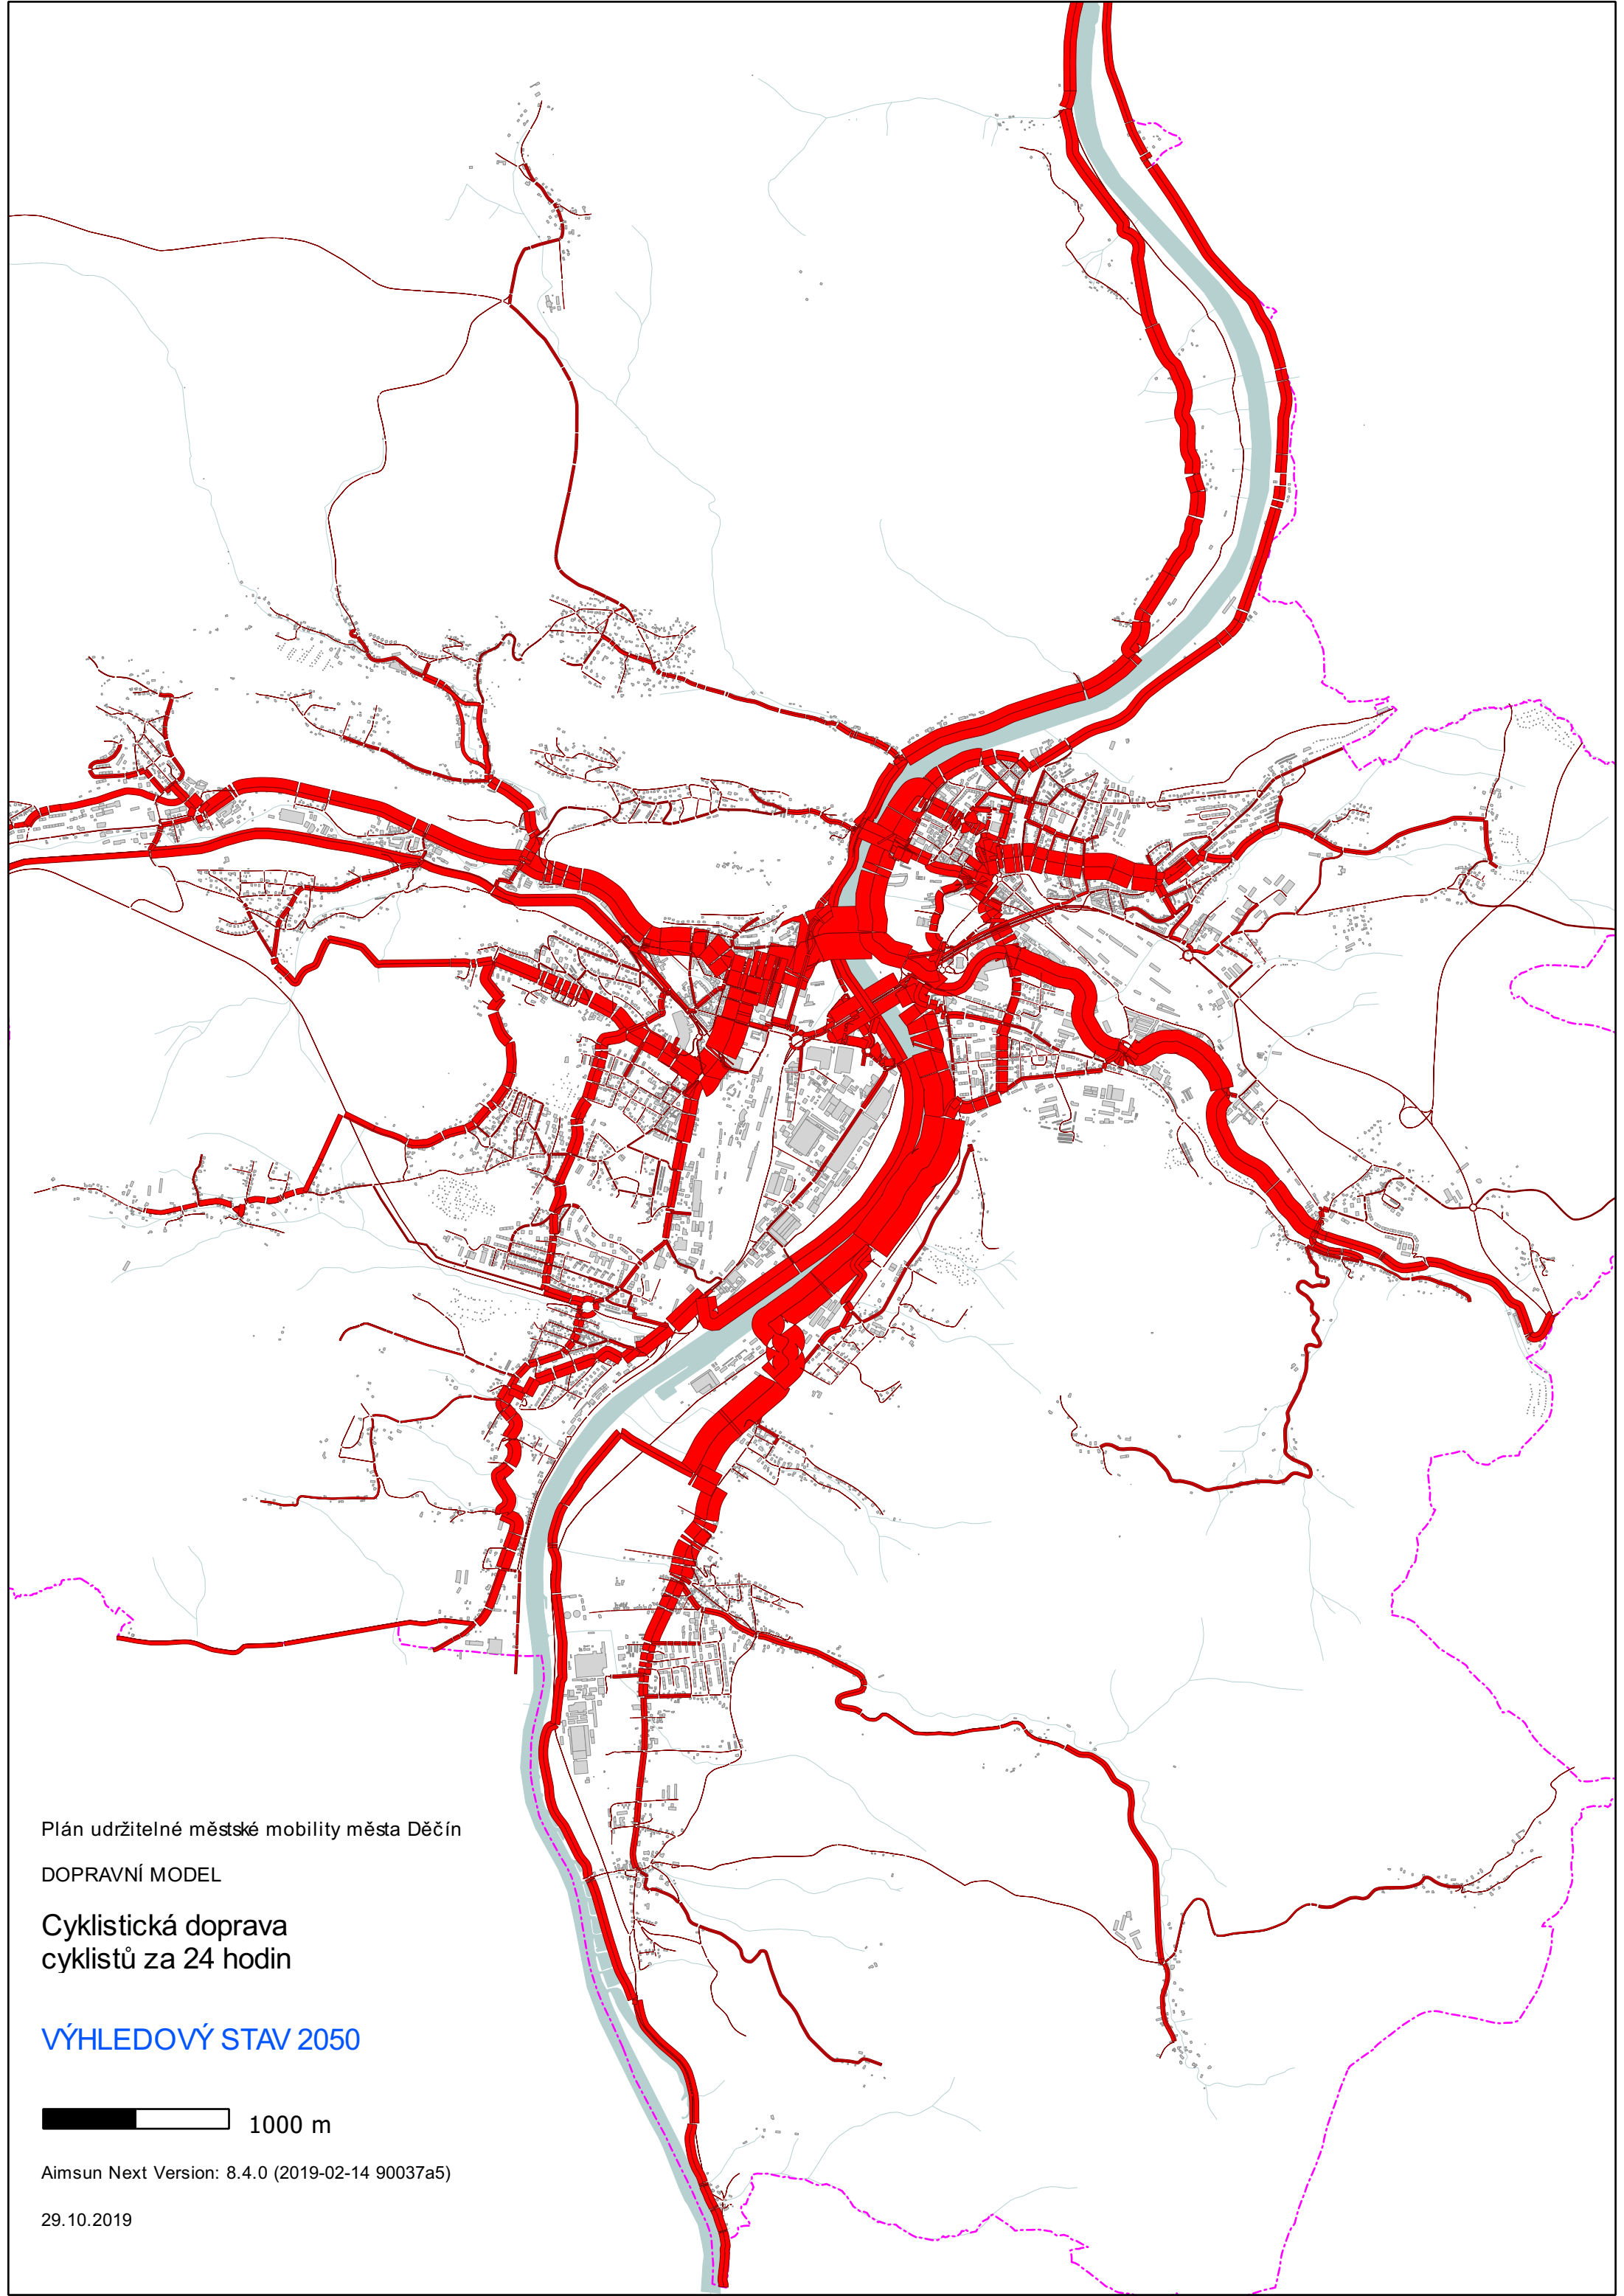 Plán udržitelné městské mobility města Děčín
DOPRAVNÍ MODEL
Cyklistická doprava
cyklistů za 24 hodin
VÝHLEDOVÝ STAV 2050
1000 m
Aimsun Next Version: 8.4.0 (2019-02-14 90037a5)
29.10.2019